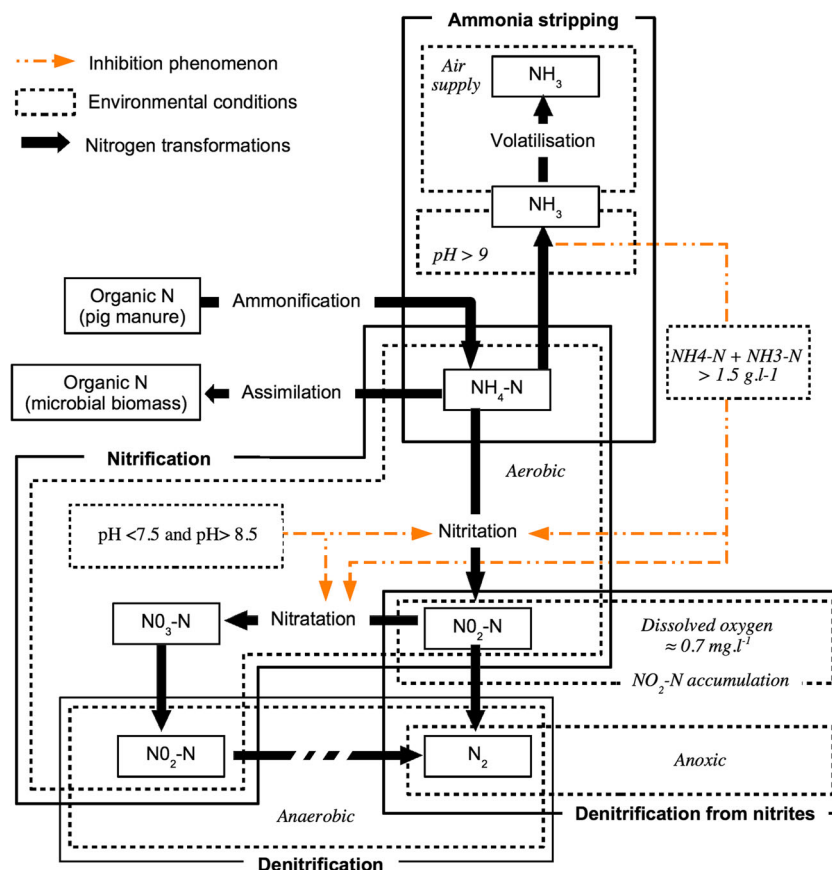 Ammonia stripping
Inhibition phenomenon
Environmental conditions
Nitrogen transformations
Air
supply
NH3
Volatilisation
NH3
pH > 9
Organic N
(pig manure)
Ammonification
NH4-N + NH3-N
> 1.5 g.l-1
Organic N
(microbial biomass)
Assimilation
NH4-N
Nitrification
Aerobic
pH <7.5 and pH> 8.5
Nitritation
N03-N
Nitratation
N02-N
Dissolved oxygen
≈ 0.7 mg.l-1
NO2-N accumulation
N02-N
N2
Anoxic
Anaerobic
Denitrification from nitrites
Denitrification